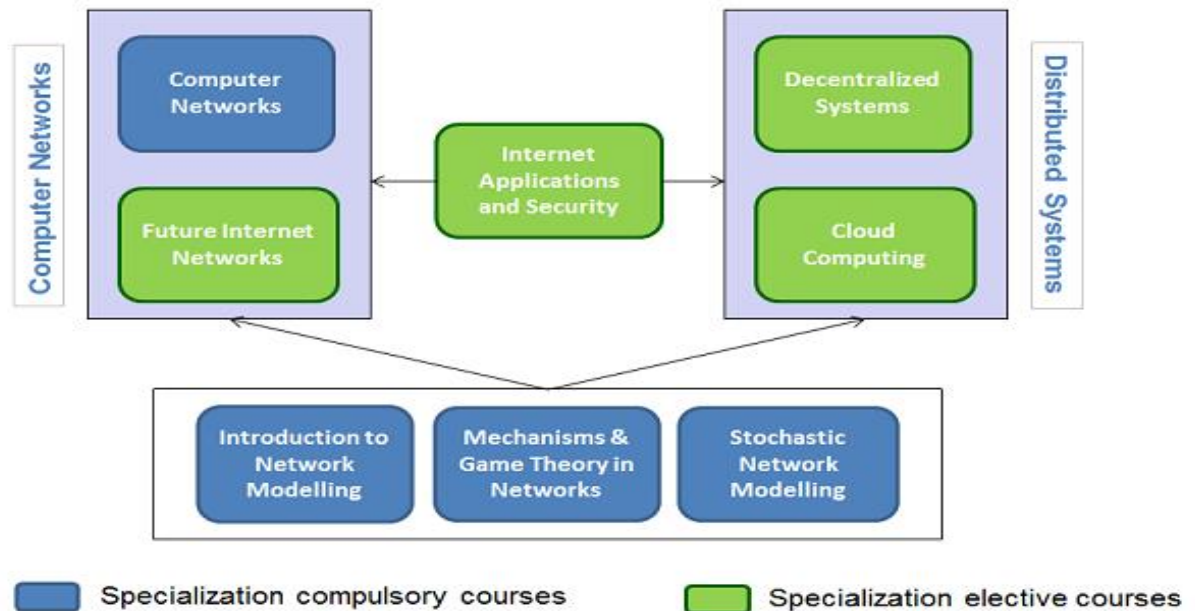 Computer Networks
Computer
Networks
Future Internet
Networks
Internet
Applications
and Security
Decentralized
Systems
Cloud
Computing
Distributed Systems
Introduction to
Network
Modelling
Mechanisms &
Game Theory in
Networks
Stochastic
Network
Modelling
Specialization compulsory courses
Specialization elective courses